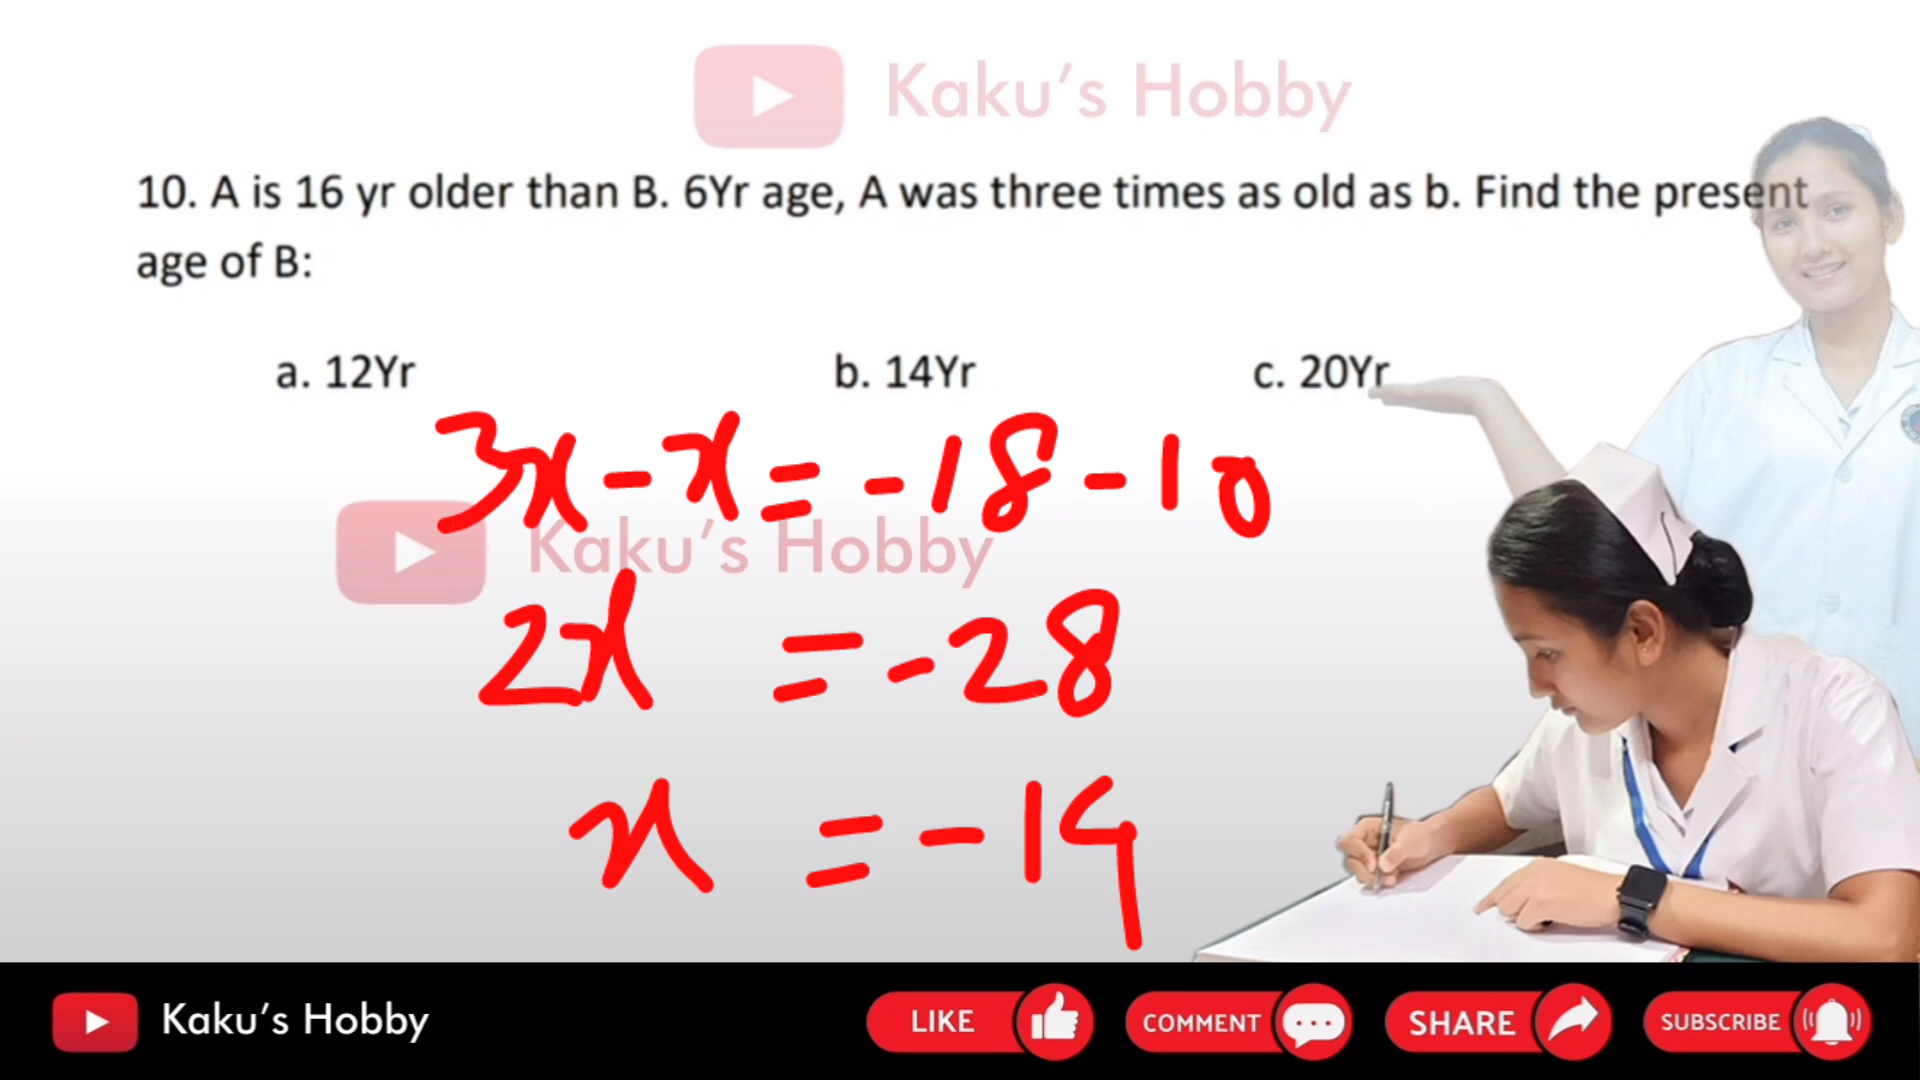 Kaku's Hobby
10. A is 16 yr older than B. 6Yr age, A was three times as old as b. Find the present
age of B:
a. 12Yr b. 14Yr c. 20Yr
3x - x = - 18 - 10
Kaku's Hobby
2x = - 28
x = - 14
Kaku's Hobby LIKE COMMENT SHARE SUBSCRIBE